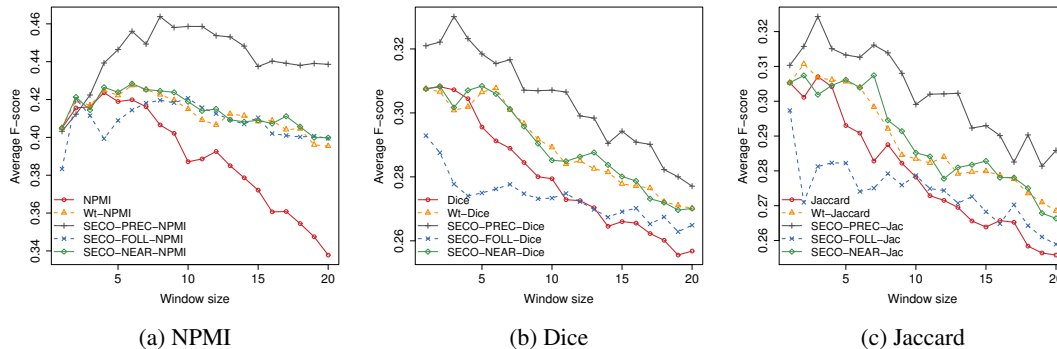 Average F−score
0.34
0.36
0.38
0.40
0.42
0.44
0.46
NPMI
Wt−NPMI
SECO−PREC−NPMI
SECO−FOLL−NPMI
SECO−NEAR−NPMI
5 10 15 20
Window size
(a) NPMI
Average F−score
0.26
0.28
0.30
0.32
Dice
Wt−Dice
SECO−PREC−Dice
SECO−FOLL−Dice
SECO−NEAR−Dice
5 10 15 20
Window size
(b) Dice
Average F−score
0.26
0.27
0.28
0.29
0.30
0.31
0.32
Jaccard
Wt−Jaccard
SECO−PREC−Jac
SECO−FOLL−Jac
SECO−NEAR−Jac
5 10 15 20
Window size
(c) Jaccard